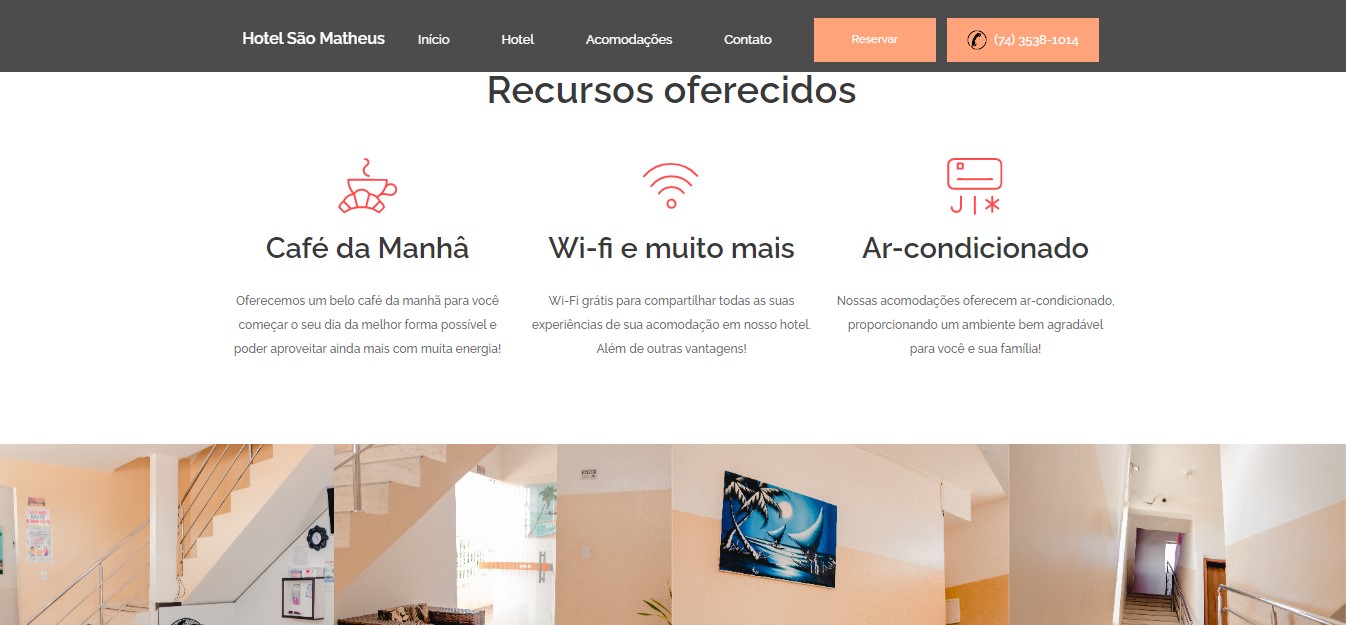 Hotel São Matheus
Início
Hotel
Acomodações
Contato
Reservar
(74) 3538-1014
Recursos oferecidos
Café da Manhâ
Wi-fi e muito mais
Ar-condicionado
Oferecemos um belo café da manhã para você
começar o seu dia da melhor forma possível e
poder aproveitar ainda mais com muita energia!
Wi-Fi grátis para compartilhar todas as suas
experiências de sua acomodação em nosso hotel.
Além de outras vantagens!
Nossas acomodações oferecem ar-condicionado,
proporcionando um ambiente bem agradável
para você e sua família!